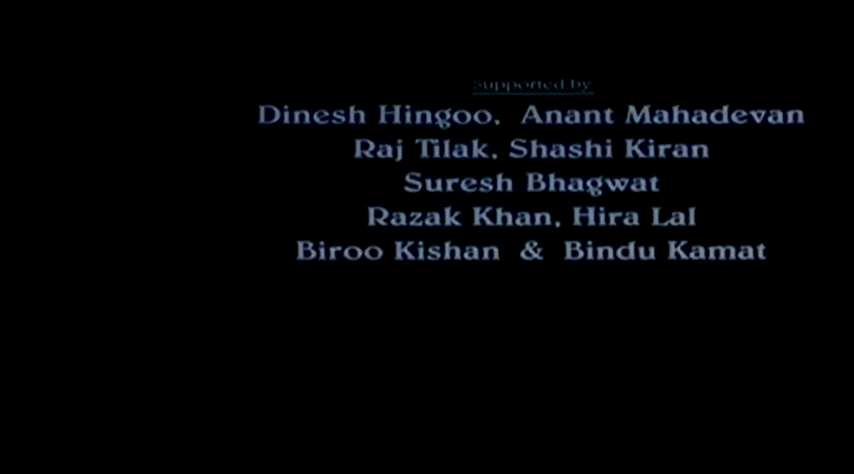 Supported by
Dinesh Hingoo, Anant Mahadevan
Raj Tilak, Shashi Kiran
Suresh Bhagwat
Razak Khan, Hira Lal
Biroo Kishan & Bindu Kamat